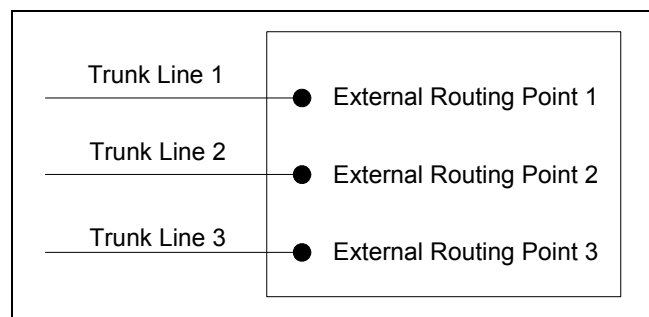 Trunk Line 1
External Routing Point 1
Trunk Line 2
External Routing Point 2
Trunk Line 3
External Routing Point 3